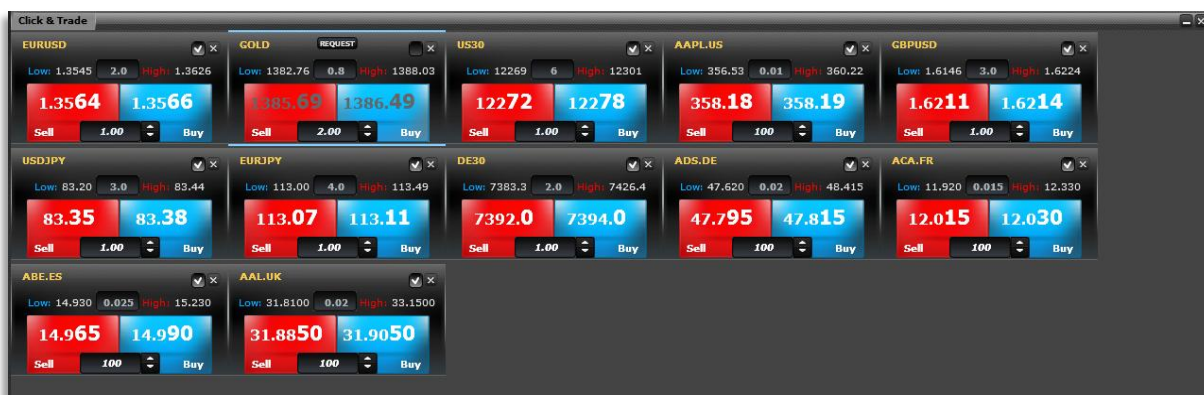 Click & Trade
EURUSD
Low: 1.3545 2.0 High: 1.3626
1.3564 1.3566
Sell 1.00 Buy
GOLD REQUEST
Low: 1382.76 0.8 High: 1388.03
1385.69 1386.49
Sell 2.00 Buy
US30
Low: 12269 6 High: 12301
12272 12278
Sell 1.00 Buy
AAPL.US
Low: 356.53 0.01 High: 360.22
358.18 358.19
Sell 100 Buy
GBPUSD
Low: 1.6146 3.0 High: 1.6224
1.6211 1.6214
Sell 1.00 Buy
USDJPY
Low: 83.20 3.0 High: 83.44
83.35 83.38
Sell 1.00 Buy
EURJPY
Low: 113.00 4.0 High: 113.49
113.07 113.11
Sell 1.00 Buy
DE30
Low: 7383.3 2.0 High: 7426.4
7392.0 7394.0
Sell 1.00 Buy
ADS.DE
Low: 47.620 0.02 High: 48.415
47.795 47.815
Sell 100 Buy
ACA.FR
Low: 11.920 0.015 High: 12.330
12.015 12.030
Sell 100 Buy
ABE.ES
Low: 14.930 0.025 High: 15.230
14.965 14.990
Sell 100 Buy
AAL.UK
Low: 31.8100 0.02 High: 33.1500
31.8850 31.9050
Sell 100 Buy